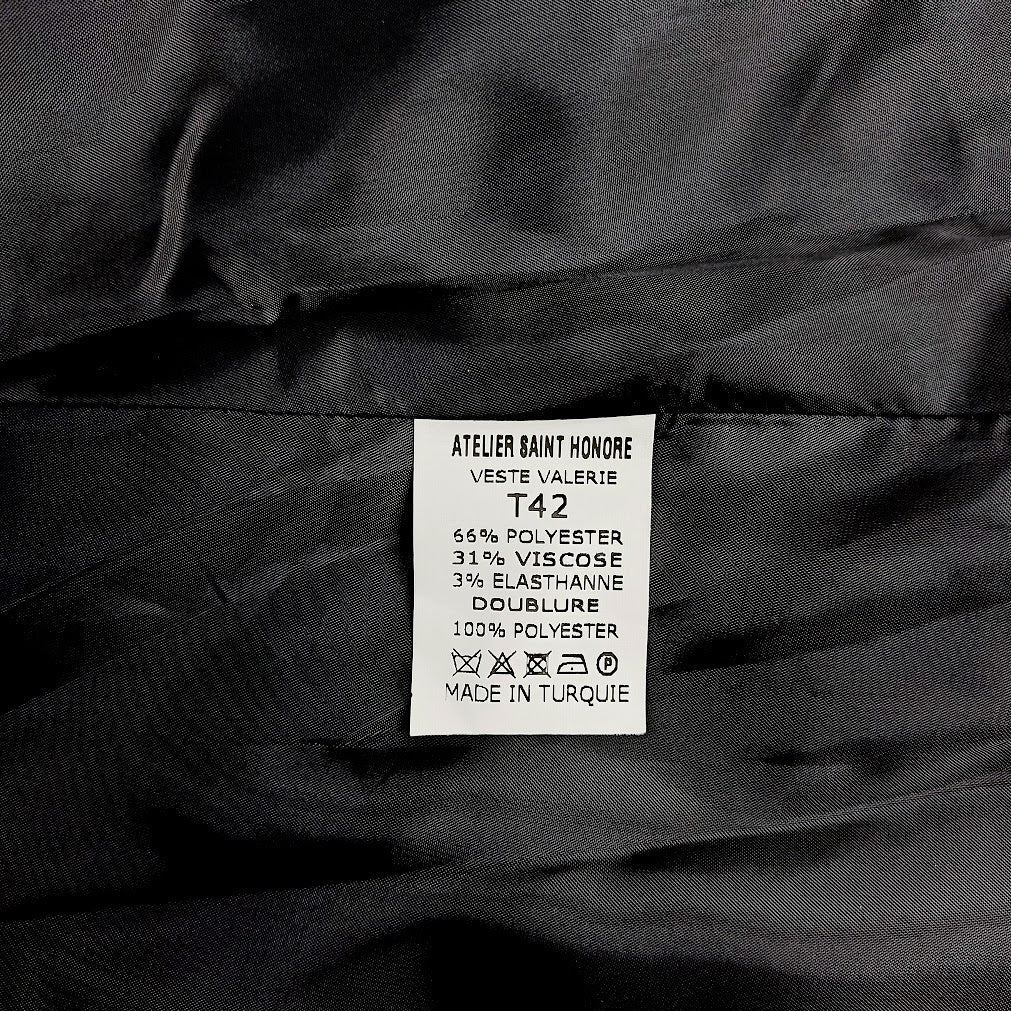 ATELIER SAINT HONORE
VESTE VALERIE
T42
66% POLYESTER
31% VISCOSE
3% ELASTHANNE
DOUBLURE
100% POLYESTER
P
MADE IN TURQUIE